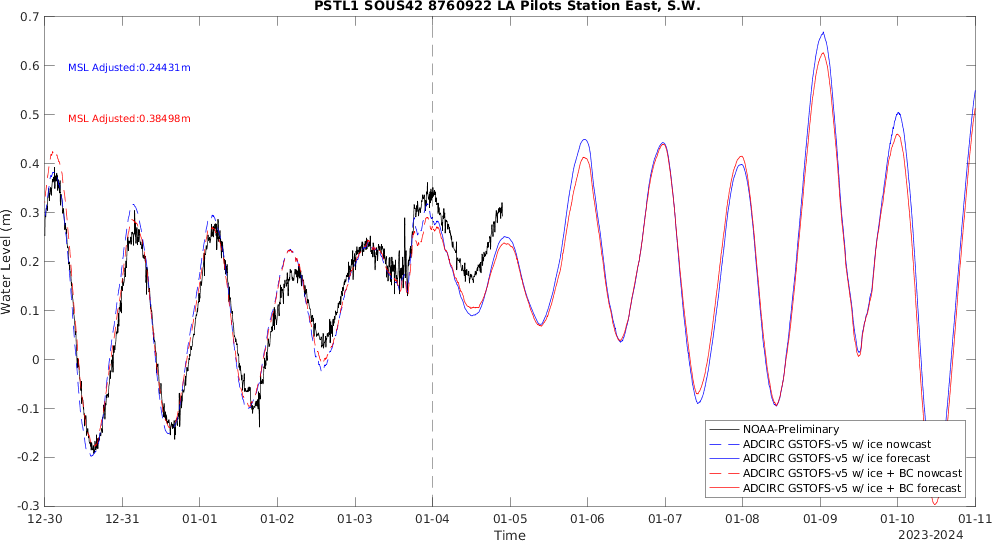 PSTL1 SOUS42 8760922 LA Pilots Station East, S.W.
0.7
0.6
0.5
0.4
0.3
0.2
0.1
0
-0.1
-0.2
-0.3
Water Level (m)
MSL Adjusted:0.24431m
MSL Adjusted:0.38498m
NOAA-Preliminary
ADCIRC GSTOFS-v5 w/ ice nowcast
ADCIRC GSTOFS-v5 w/ ice forecast
ADCIRC GSTOFS-v5 w/ ice + BC nowcast
ADCIRC GSTOFS-v5 w/ ice + BC forecast
12-30 12-31 01-01 01-02 01-03 01-04 01-05 01-06 01-07 01-08 01-09 01-10 01-11
Time
2023-2024